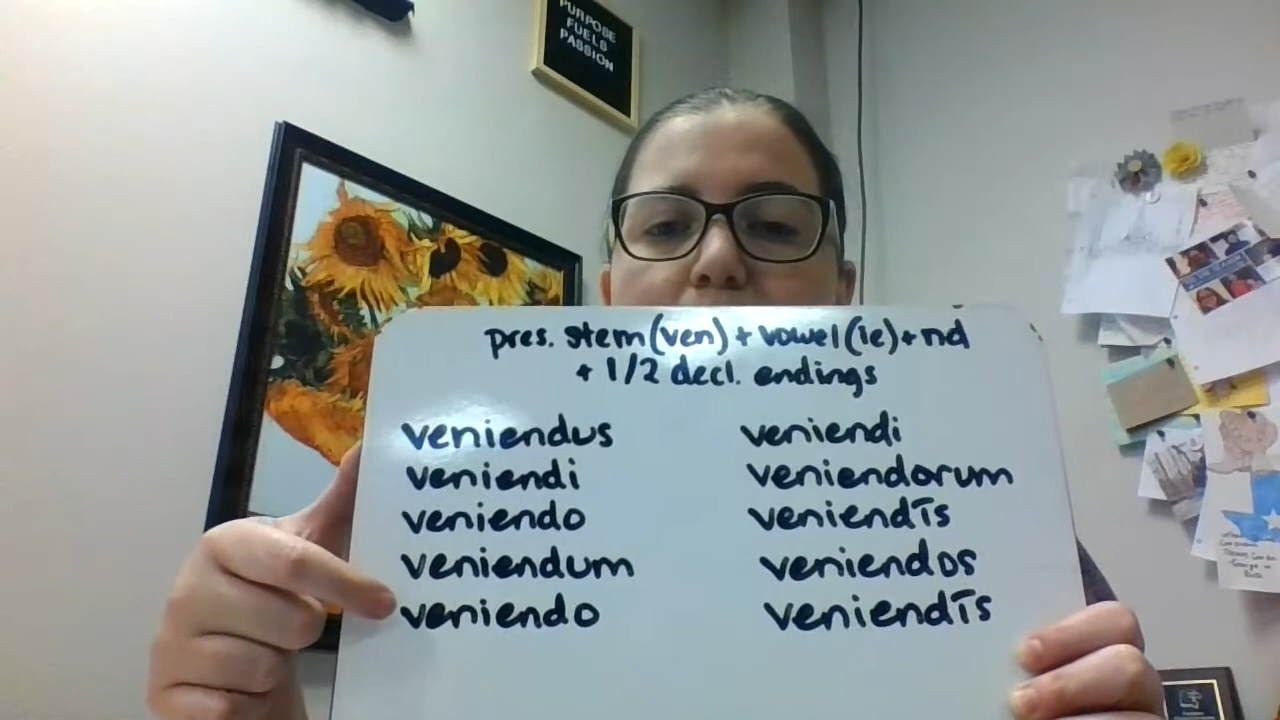 PURPOSE
FUELS
PASSION
pres. stem (ven) + vowel (ie) + nd
+ 1/2 decl. endings
veniendus
veniendi
veniendo
veniendum
veniendo
veniendi
veniendorum
veniendīs
veniendos
veniendīs